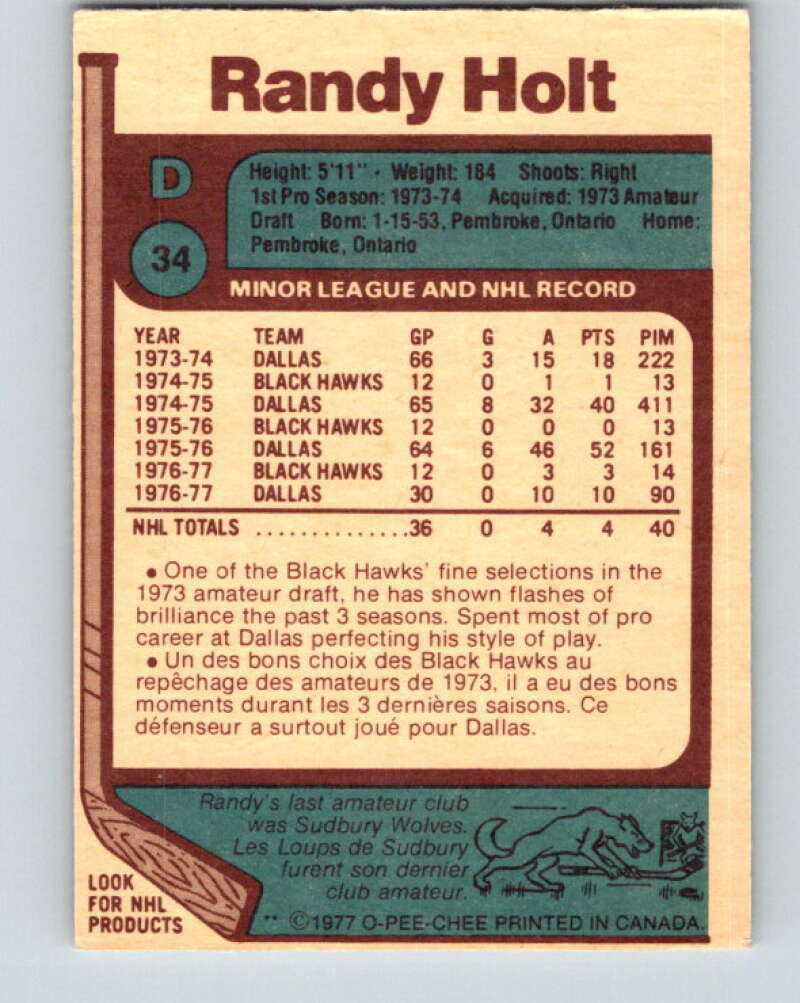 Randy Holt
D
34
Height: 5'11" · Weight: 184 Shoots: Right
1st Pro Season: 1973-74 Acquired: 1973 Amateur
Draft Born: 1-15-53, Pembroke, Ontario Home:
Pembroke, Ontario
MINOR LEAGUE AND NHL RECORD
YEAR TEAM GP G A PTS PIM
1973-74 DALLAS 66 3 15 18 222
1974-75 BLACK HAWKS 12 0 1 1 13
1974-75 DALLAS 65 8 32 40 411
1975-76 BLACK HAWKS 12 0 0 0 13
1975-76 DALLAS 64 6 46 52 161
1976-77 BLACK HAWKS 12 0 3 3 14
1976-77 DALLAS 30 0 10 10 90
NHL TOTALS ..............36 0 4 4 40
• One of the Black Hawks' fine selections in the
1973 amateur draft, he has shown flashes of
brilliance the past 3 seasons. Spent most of pro
career at Dallas perfecting his style of play.
• Un des bons choix des Black Hawks au
repêchage des amateurs de 1973, il a eu des bons
moments durant les 3 dernières saisons. Ce
défenseur a surtout joué pour Dallas.
Randy's last amateur club
was Sudbury Wolves.
Les Loups de Sudbury
furent son dernier
club amateur.
LOOK
FOR NHL
PRODUCTS
** ©1977 O-PEE-CHEE PRINTED IN CANADA.